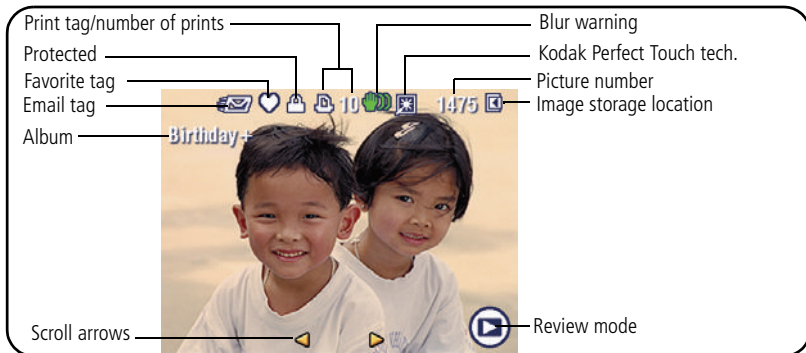 Print tag/number of prints
Protected
Favorite tag
Email tag
Album
Blur warning
Kodak Perfect Touch tech.
Picture number
Image storage location
10
1475
Birthday+
Scroll arrows
Review mode